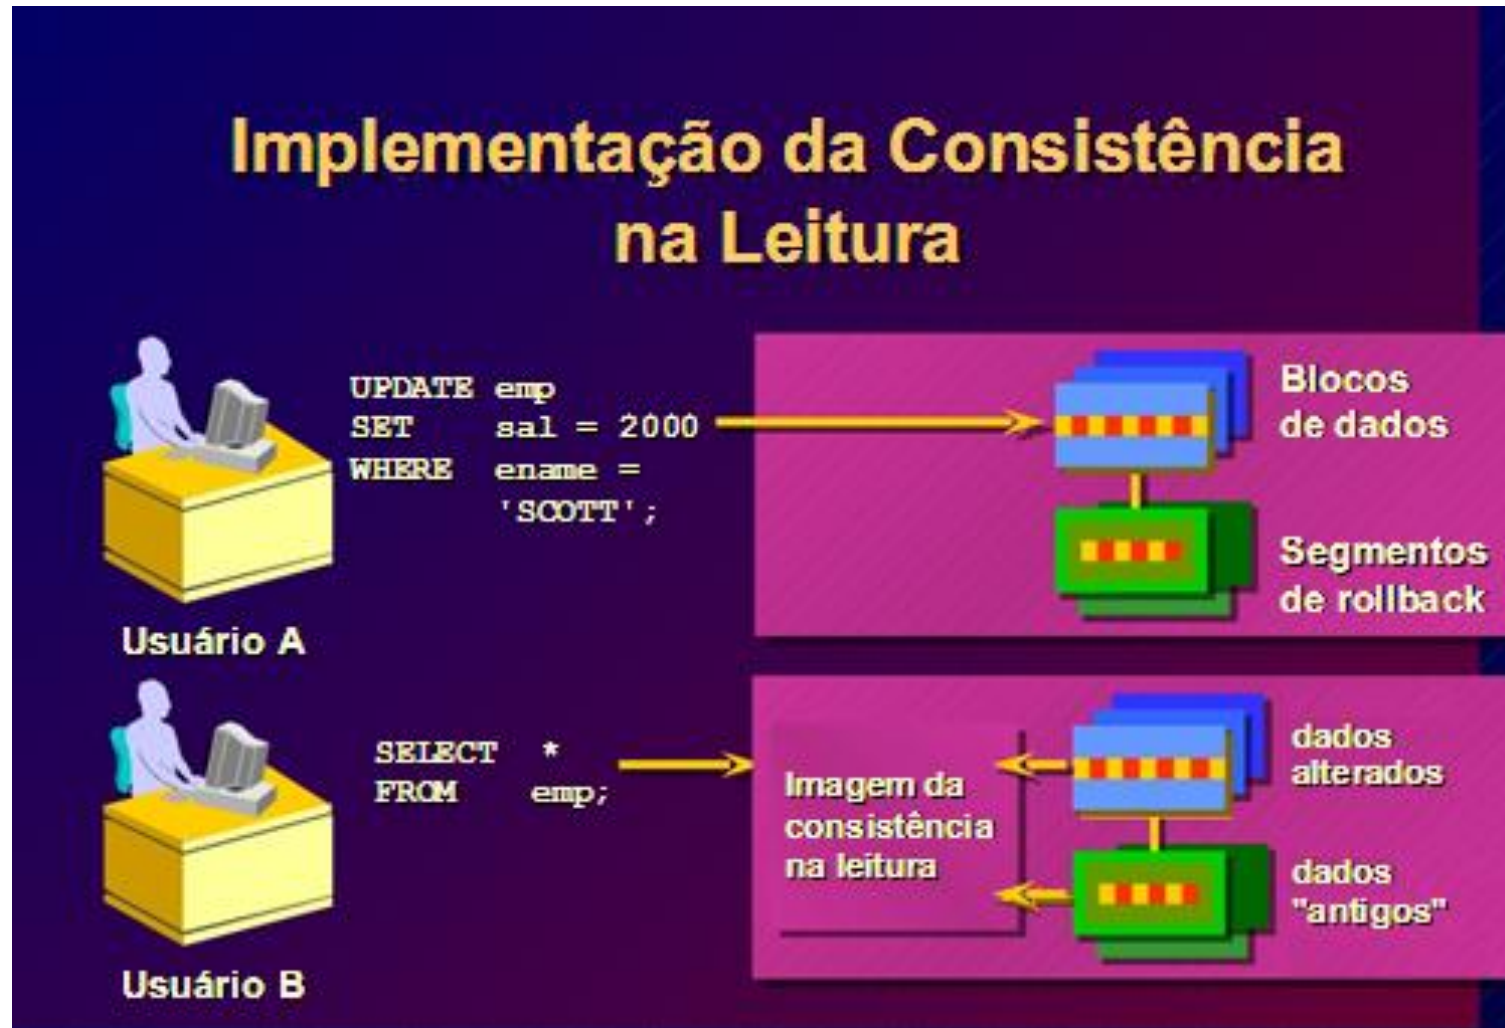 Implementação da Consistência
na Leitura
UPDATE emp
SET sal = 2000
WHERE ename =
'SCOTT';
Blocos
de dados
Segmentos
de rollback
Usuário A
SELECT *
FROM emp;
Imagem da
consistência
na leitura
dados
alterados
dados
"antigos"
Usuário B